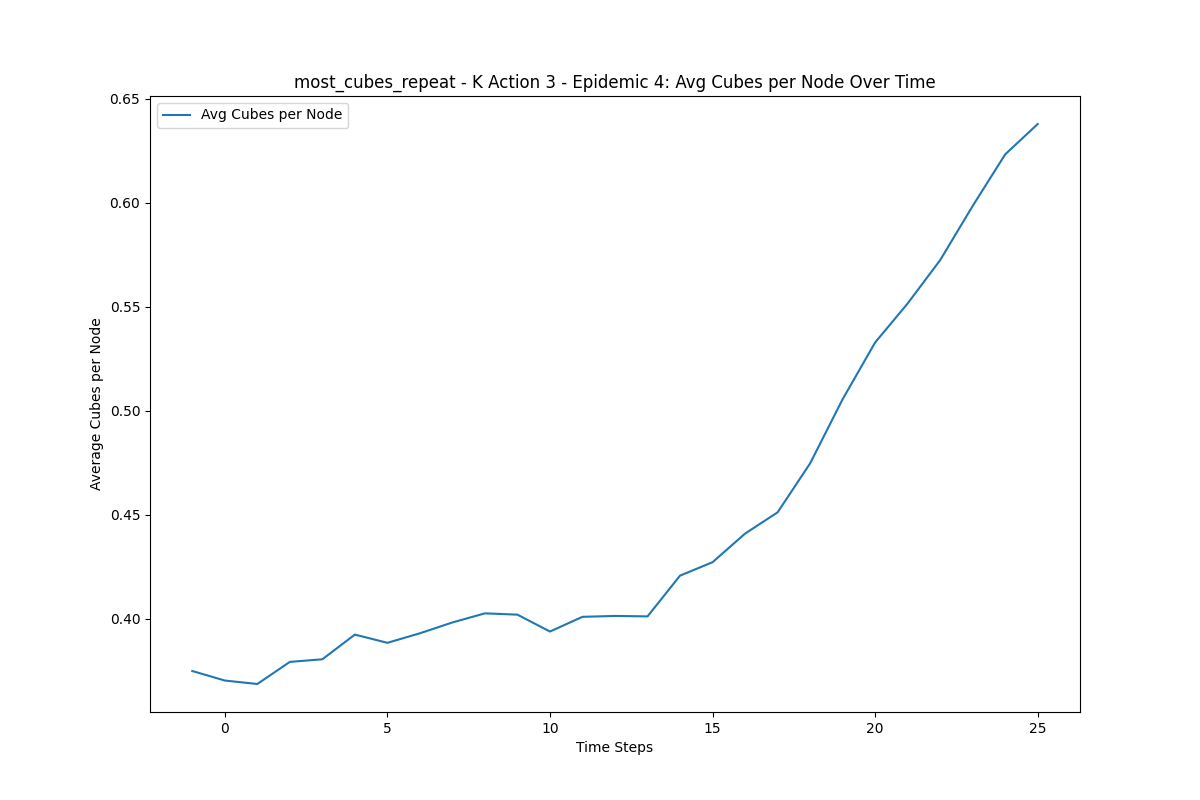 most_cubes_repeat - K Action 3 - Epidemic 4: Avg Cubes per Node Over Time
Avg Cubes per Node
Average Cubes per Node
0.65
0.60
0.55
0.50
0.45
0.40
0 5 10 15 20 25
Time Steps